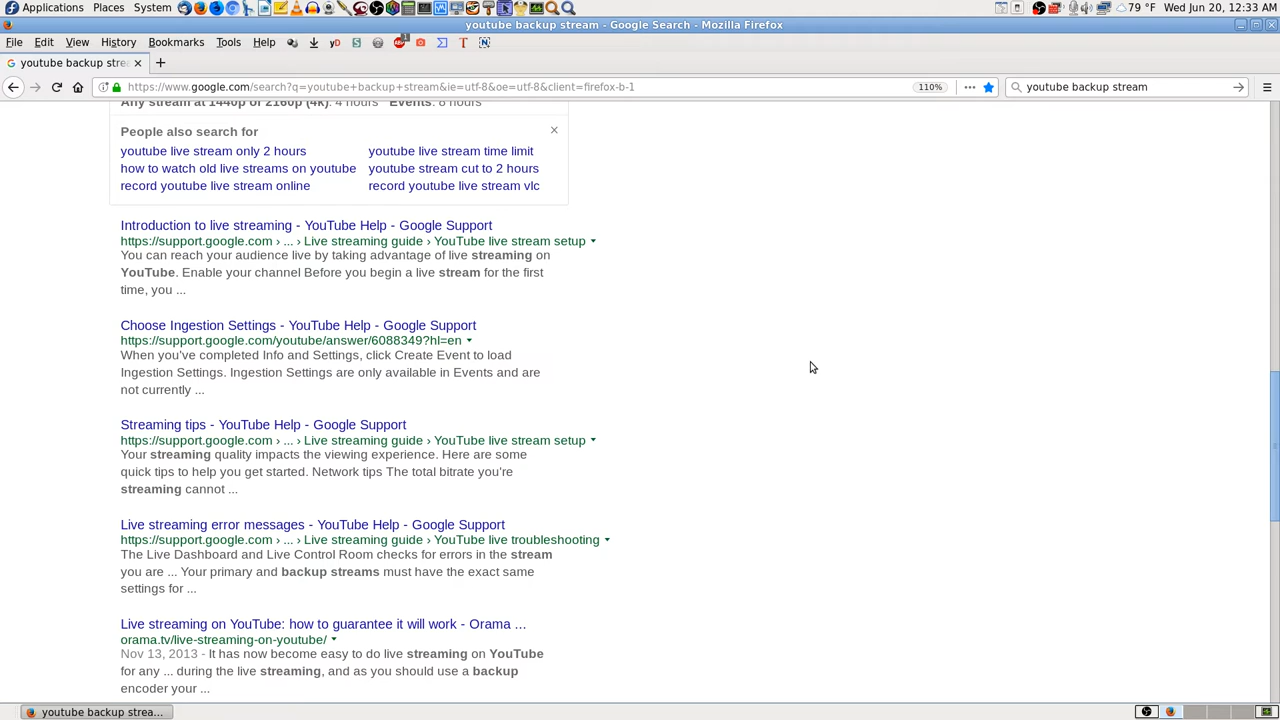 Applications Places System 79 °F Wed Jun 20, 12:33 AM
youtube backup stream - Google Search - Mozilla Firefox
File Edit View History Bookmarks Tools Help
youtube backup strea
https://www.google.com/search?q=youtube+backup+stream&ie=utf-8&oe=utf-8&client=firefox-b-1 110% youtube backup stream
Any stream at 1440p or 2160p (4k): 4 hours Events: 8 hours
People also search for
youtube live stream only 2 hours youtube live stream time limit
how to watch old live streams on youtube youtube stream cut to 2 hours
record youtube live stream online record youtube live stream vlc
Introduction to live streaming - YouTube Help - Google Support
https://support.google.com › ... › Live streaming guide › YouTube live stream setup
You can reach your audience live by taking advantage of live streaming on
YouTube. Enable your channel Before you begin a live stream for the first
time, you ...
Choose Ingestion Settings - YouTube Help - Google Support
https://support.google.com/youtube/answer/6088349?hl=en
When you've completed Info and Settings, click Create Event to load
Ingestion Settings. Ingestion Settings are only available in Events and are
not currently ...
Streaming tips - YouTube Help - Google Support
https://support.google.com › ... › Live streaming guide › YouTube live stream setup
Your streaming quality impacts the viewing experience. Here are some
quick tips to help you get started. Network tips The total bitrate you're
streaming cannot ...
Live streaming error messages - YouTube Help - Google Support
https://support.google.com › ... › Live streaming guide › YouTube live troubleshooting
The Live Dashboard and Live Control Room checks for errors in the stream
you are ... Your primary and backup streams must have the exact same
settings for ...
Live streaming on YouTube: how to guarantee it will work - Orama ...
orama.tv/live-streaming-on-youtube/
Nov 13, 2013 - It has now become easy to do live streaming on YouTube
for any ... during the live streaming, and as you should use a backup
encoder your ...
youtube backup strea...